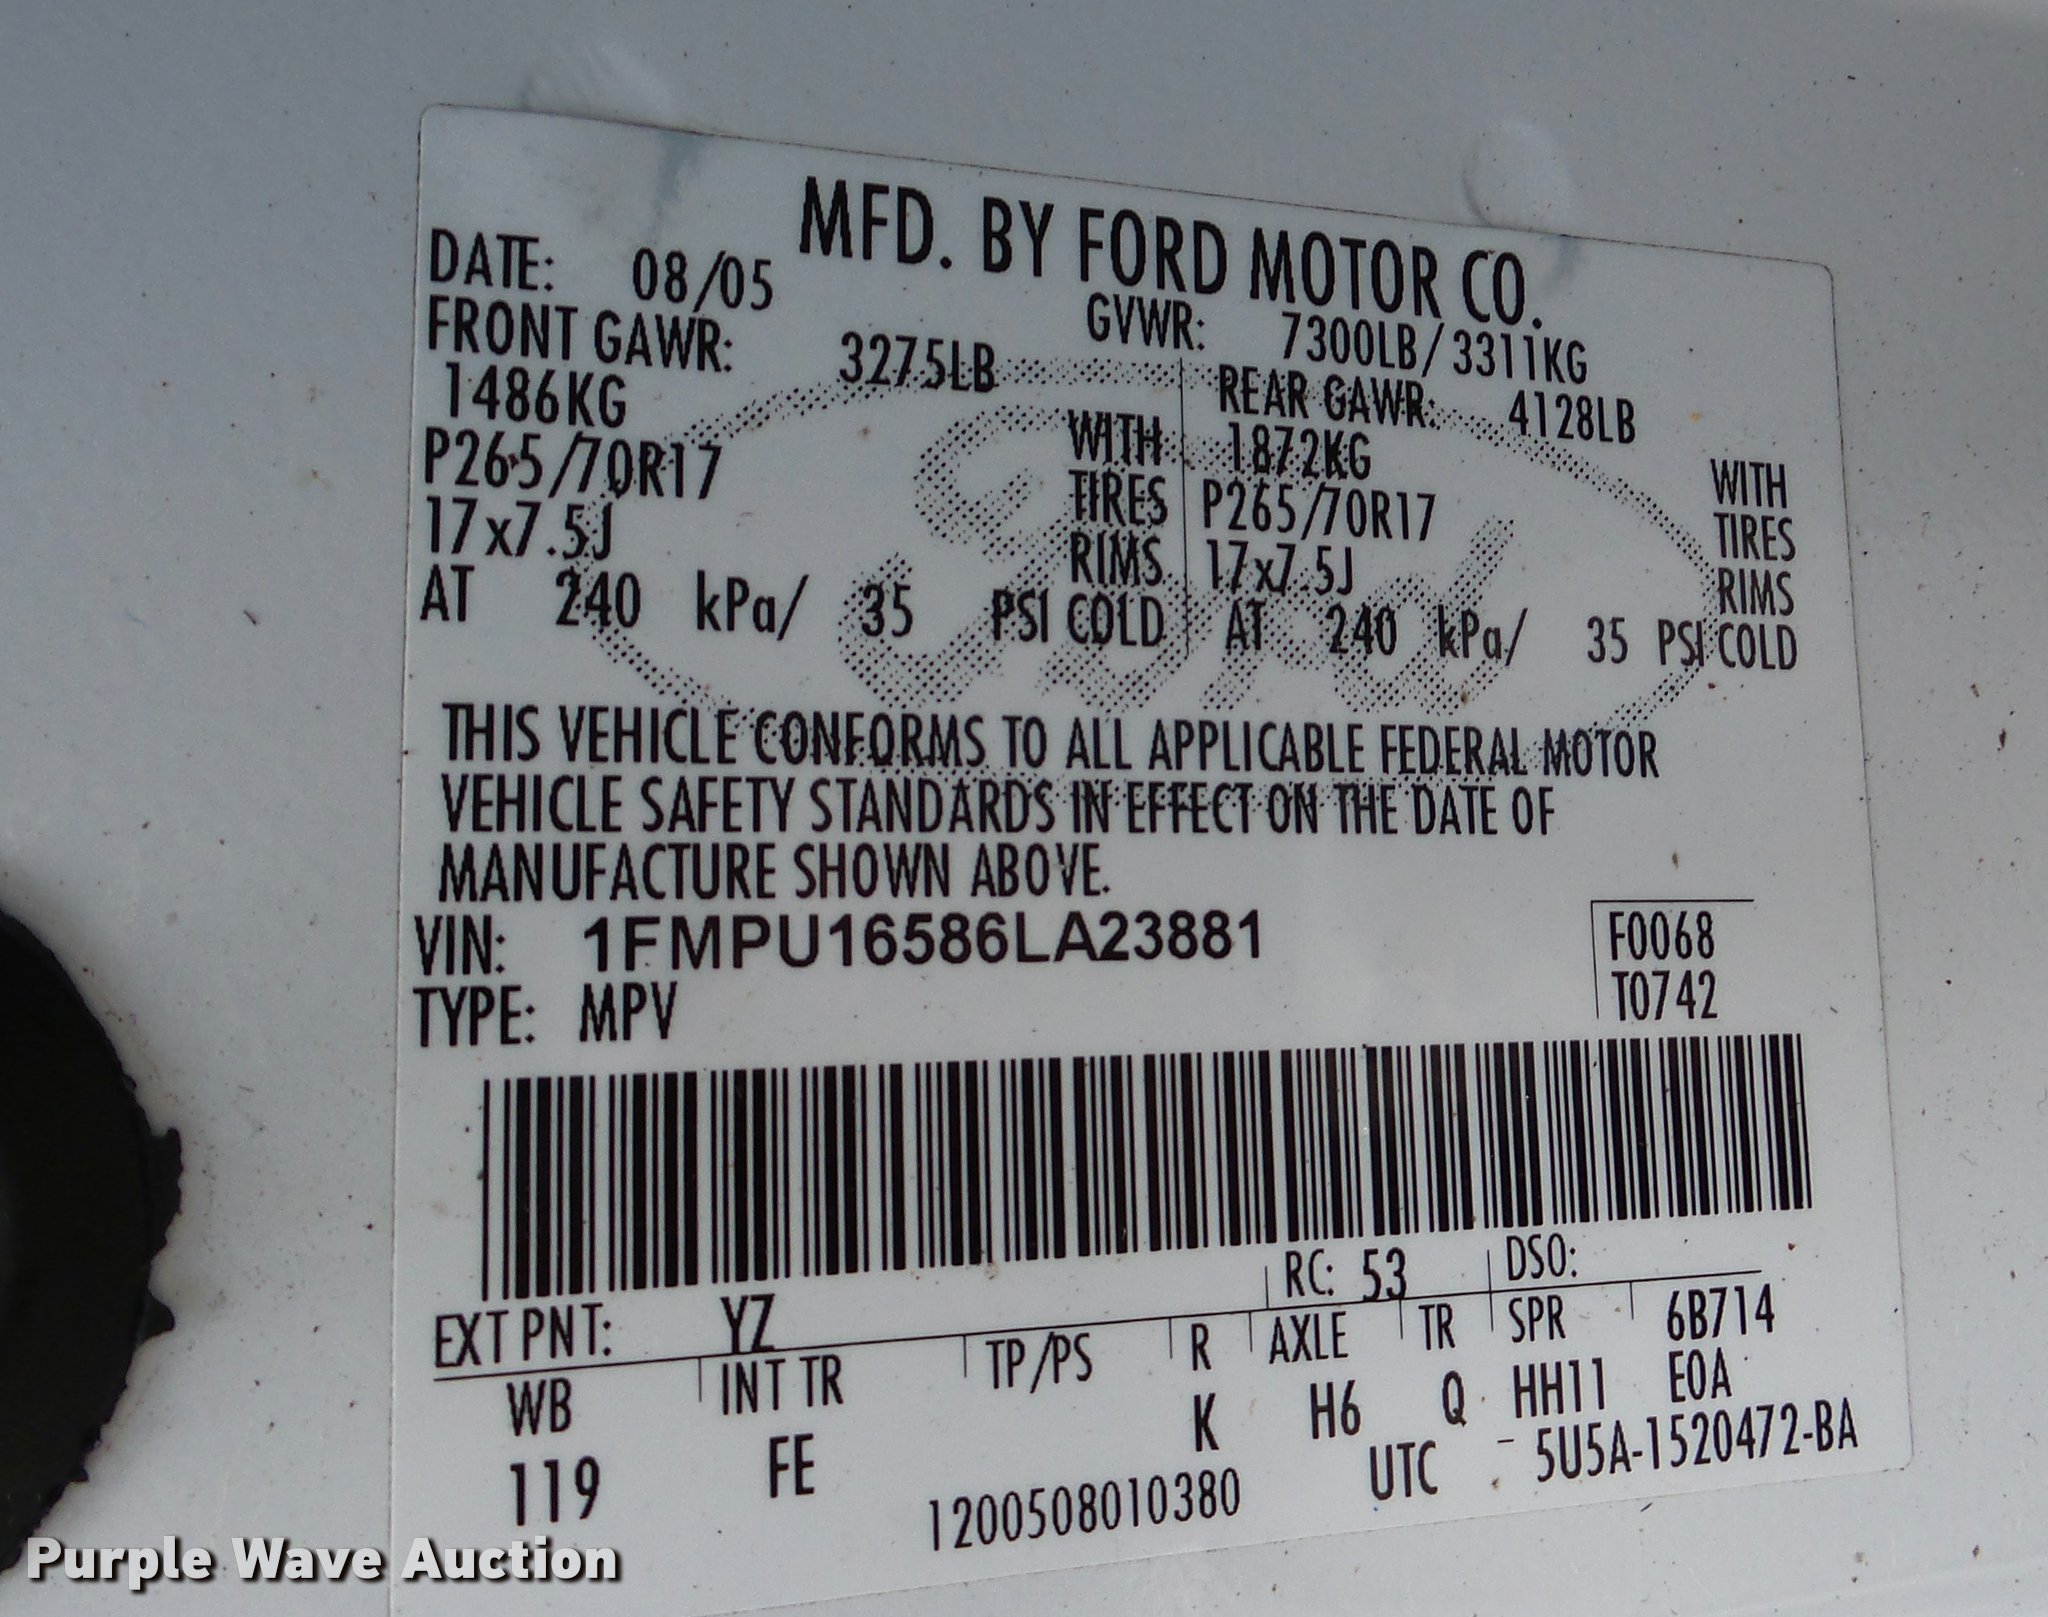 MFD. BY FORD MOTOR CO.
DATE: 08/05 GVWR: 7300LB/3311KG
FRONT GAWR: 3275LB REAR GAWR: 4128LB
1486KG WITH 1872KG WITH
P265/70R17 TIRES P265/70R17 TIRES
17x7.5J RIMS 17x7.5J RIMS
AT 240 kPa/ 35 PSI COLD AT 240 kPa/ 35 PSI COLD
Ford
THIS VEHICLE CONFORMS TO ALL APPLICABLE FEDERAL MOTOR
VEHICLE SAFETY STANDARDS IN EFFECT ON THE DATE OF
MANUFACTURE SHOWN ABOVE.
VIN: 1FMPU16586LA23881 F0068
TYPE: MPV T0742
EXT PNT: YZ RC: 53 DSO:
WB INT TR TP/PS R AXLE TR SPR 6B714
119 FE K H6 Q HH11 E0A
1200508010380 UTC - 5U5A-1520472-BA
Purple Wave Auction